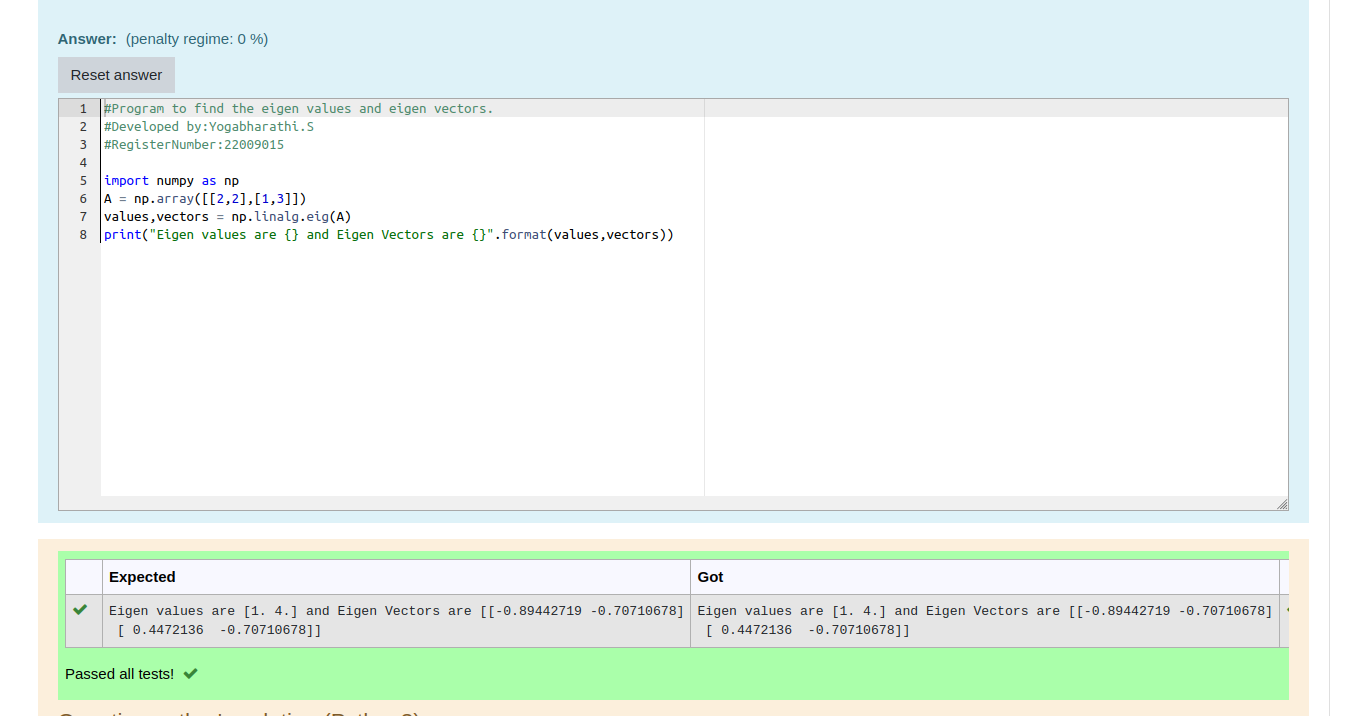 Answer: (penalty regime: 0 %)
Reset answer
1 #Program to find the eigen values and eigen vectors.
2 #Developed by:Yogabharathi.S
3 #RegisterNumber:22009015
4
5 import numpy as np
6 A = np.array([[2,2],[1,3]])
7 values,vectors = np.linalg.eig(A)
8 print("Eigen values are {} and Eigen Vectors are {}".format(values,vectors))
Expected Got
Eigen values are [1. 4.] and Eigen Vectors are [[-0.89442719 -0.70710678] Eigen values are [1. 4.] and Eigen Vectors are [[-0.89442719 -0.70710678]
[ 0.4472136 -0.70710678]] [ 0.4472136 -0.70710678]]
Passed all tests!